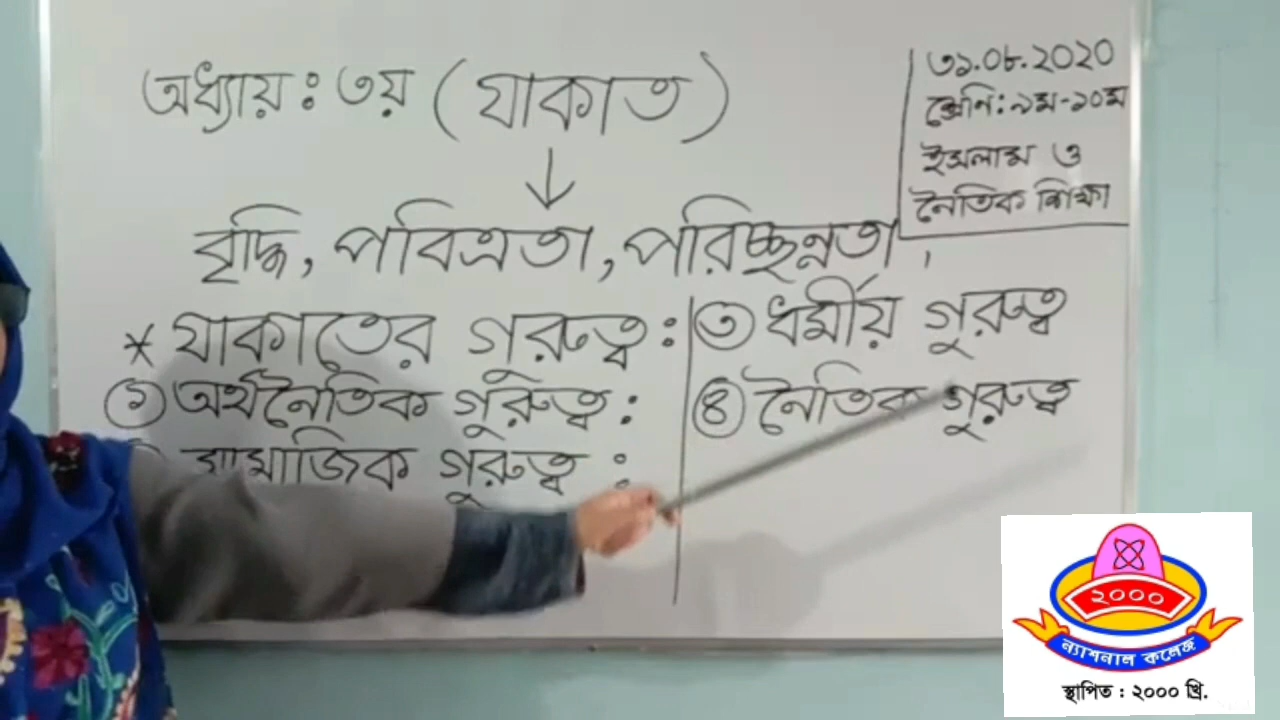 অধ্যায়ঃ ৩য় ( যাকাত )
৩১.০৮.২০২০
শ্রেণি: ৯ম-১০ম
ইসলাম ও
নৈতিক শিক্ষা
বৃদ্ধি, পবিত্রতা, পরিচ্ছন্নতা,
* যাকাতের গুরুত্ব :
১ অর্থনৈতিক গুরুত্ব :
সামাজিক গুরুত্ব :
৩ ধর্মীয় গুরুত্ব
৪ নৈতিক গুরুত্ব
২০০০
ন্যাশনাল কলেজ
স্থাপিত : ২০০০ খ্রি.